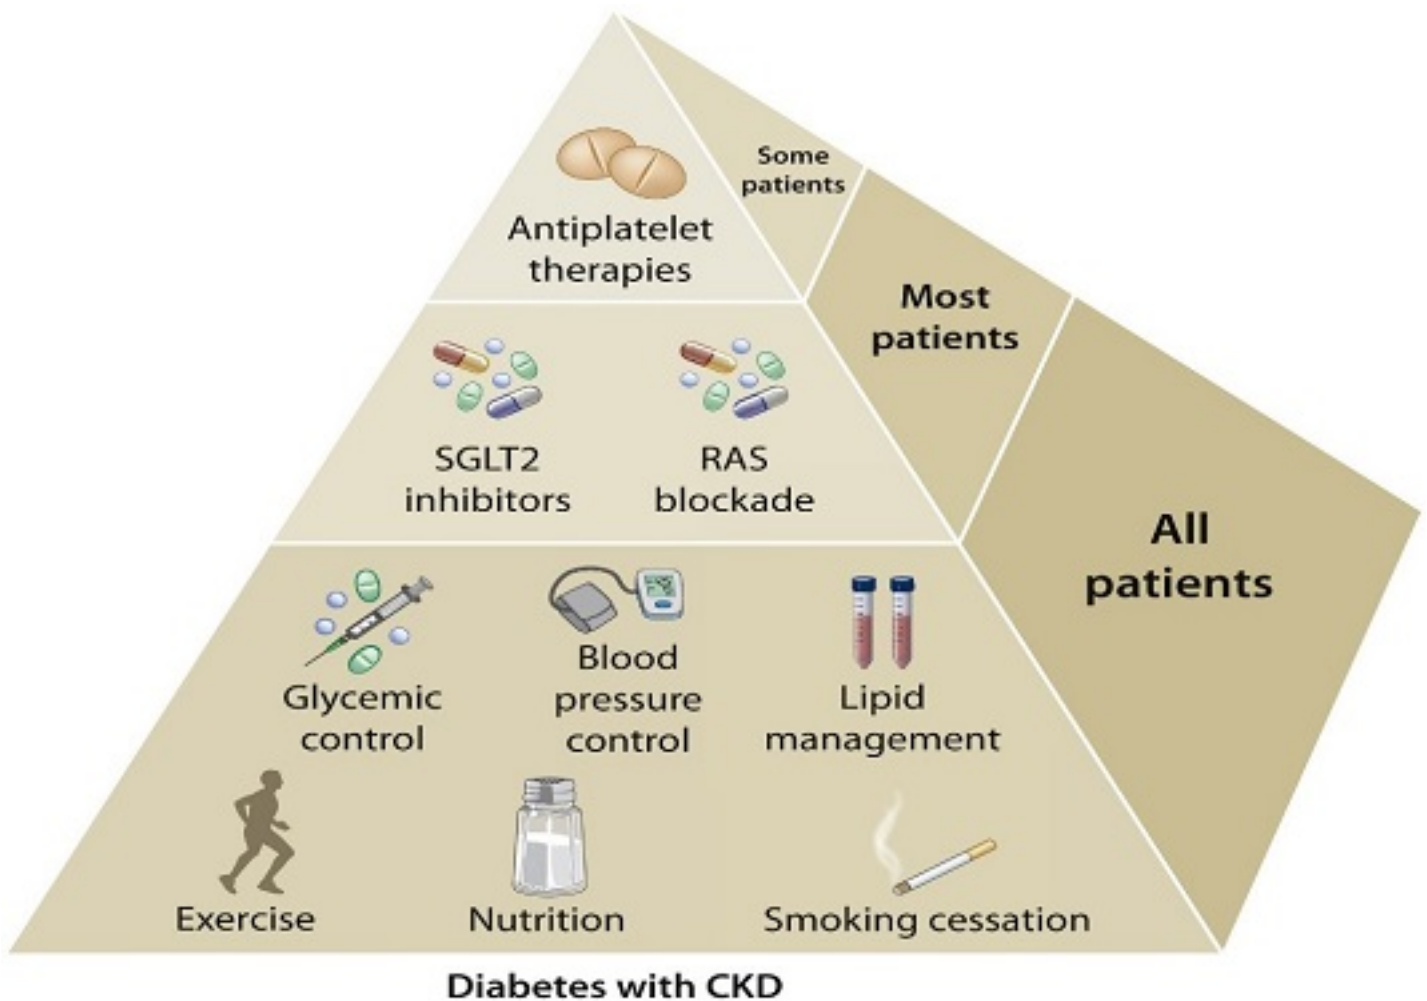 Some
patients
Antiplatelet
therapies
Most
patients
SGLT2
inhibitors
RAS
blockade
All
patients
Glycemic
control
Blood
pressure
control
Lipid
management
Exercise
Nutrition
Smoking cessation
Diabetes with CKD